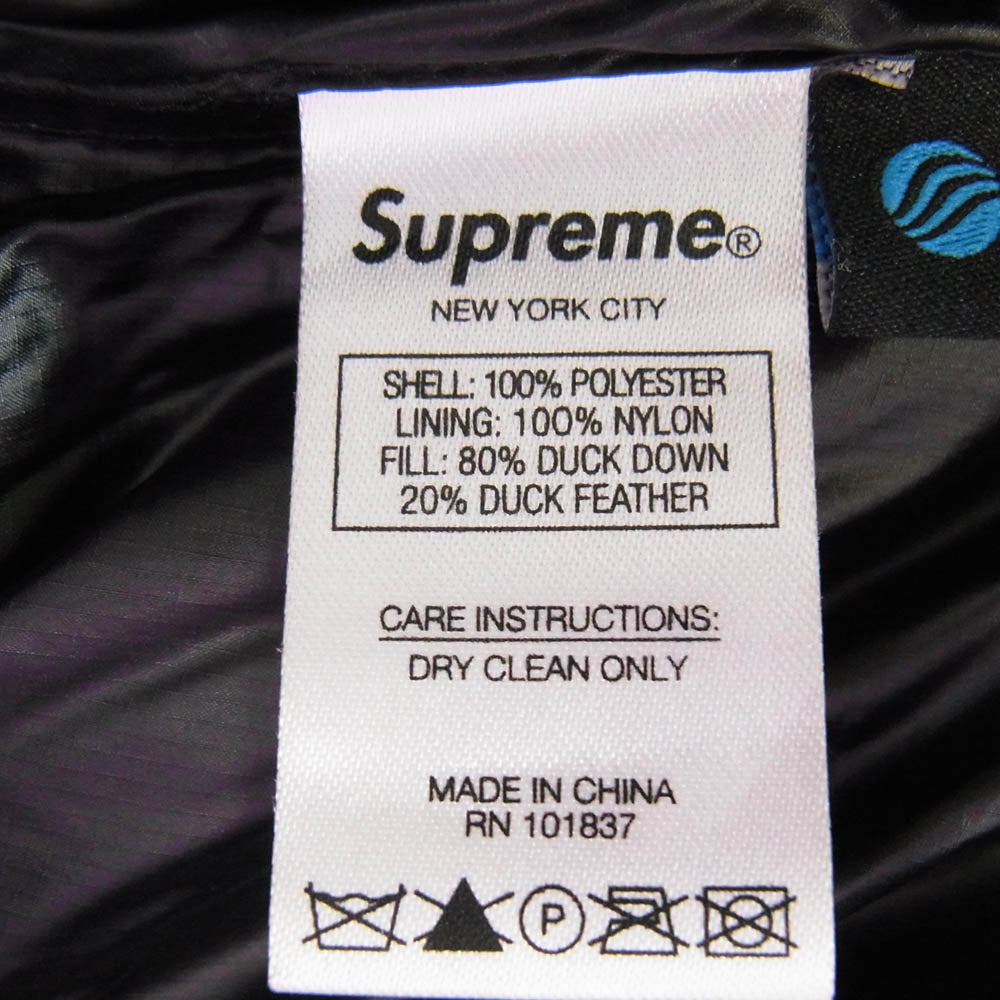 Supreme®
NEW YORK CITY
SHELL: 100% POLYESTER
LINING: 100% NYLON
FILL: 80% DUCK DOWN
20% DUCK FEATHER
CARE INSTRUCTIONS:
DRY CLEAN ONLY
MADE IN CHINA
RN 101837
P